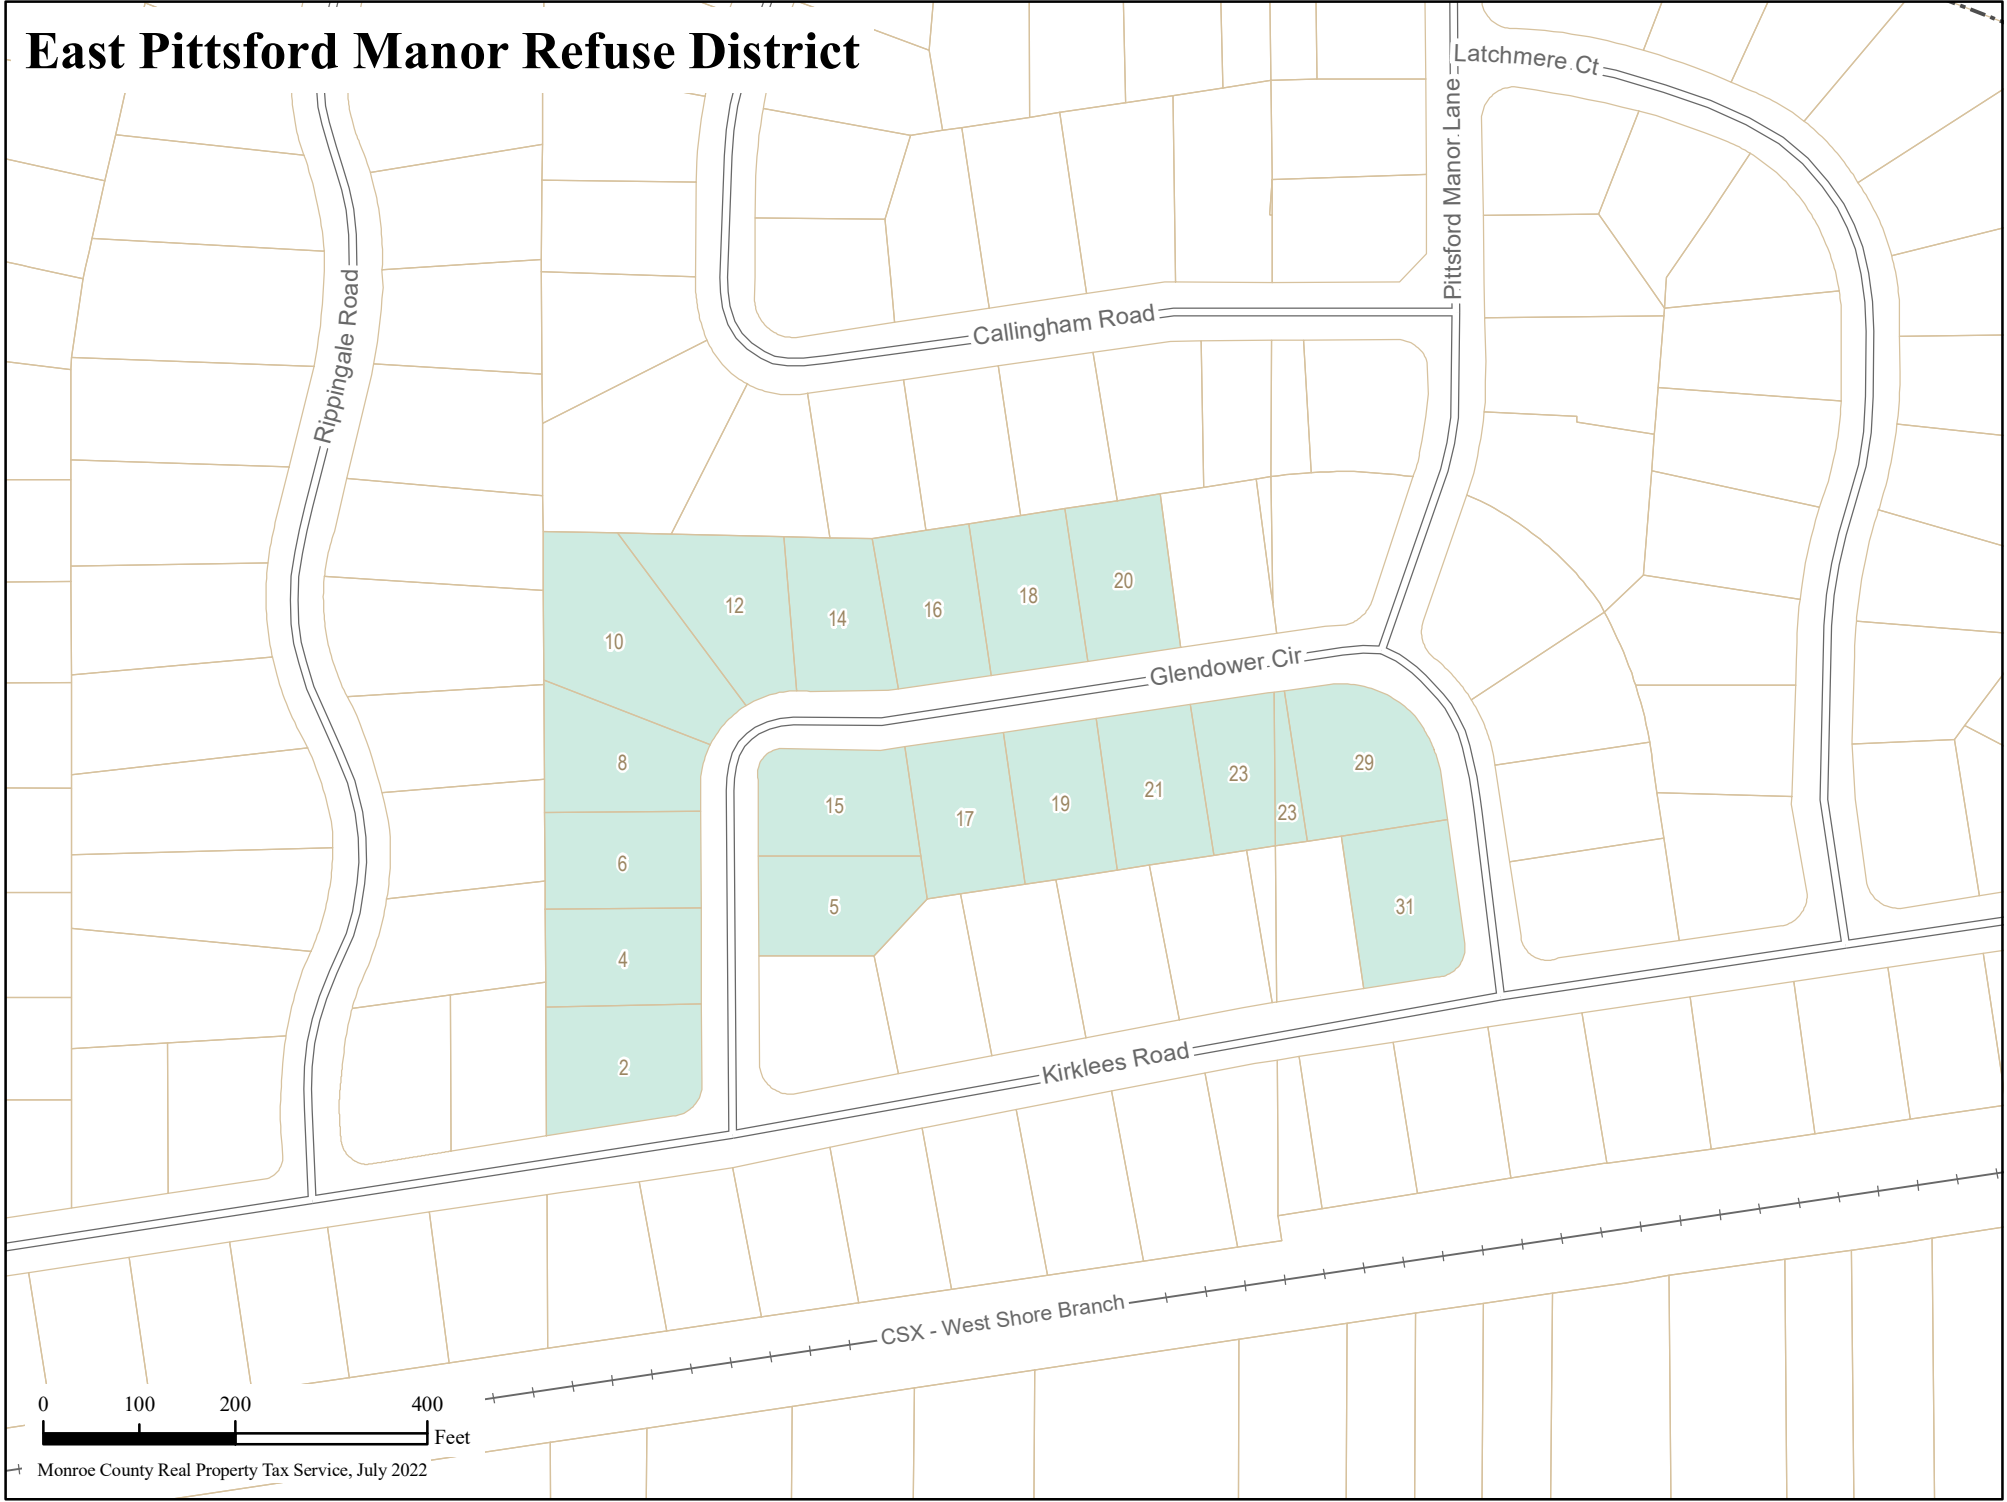 East Pittsford Manor Refuse District
Latchmere Ct
Pittsford Manor Lane
Rippingale Road
Callingham Road
20
18
16
12
14
10
Glendower Cir
8
29
23
21
19
15
23
17
6
5
31
4
Kirklees Road
2
CSX - West Shore Branch
0 100 200 400
Feet
Monroe County Real Property Tax Service, July 2022